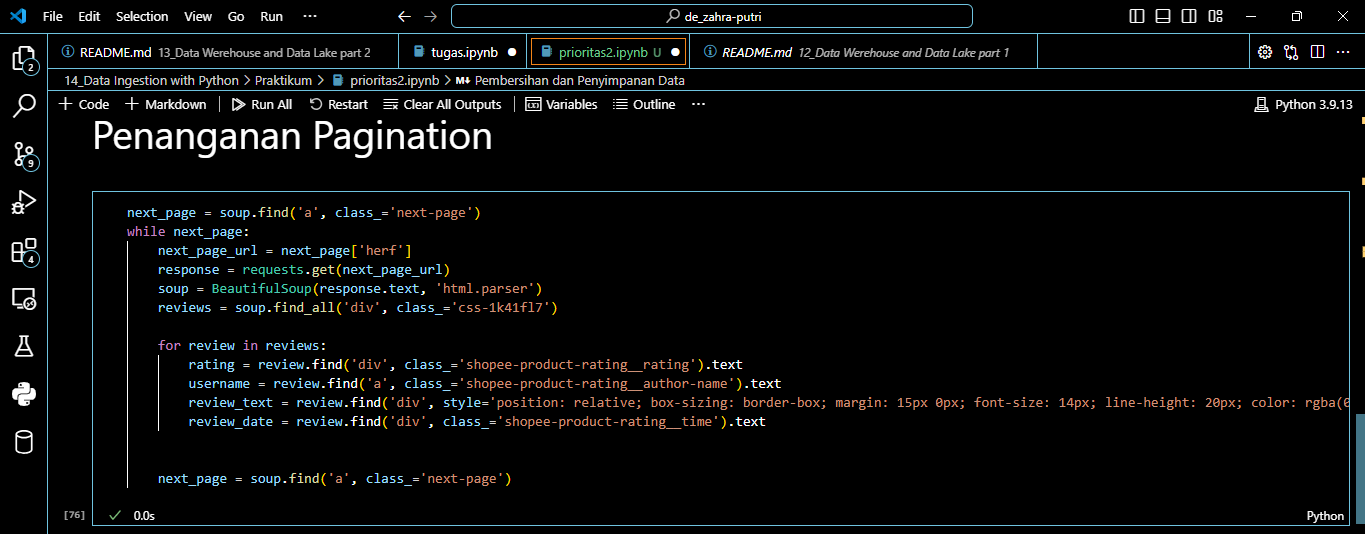 File Edit Selection View Go Run ··· de_zahra-putri
README.md 13_Data Werehouse and Data Lake part 2 tugas.ipynb prioritas2.ipynb U README.md 12_Data Werehouse and Data Lake part 1
14_Data Ingestion with Python > Praktikum > prioritas2.ipynb > M↓ Pembersihan dan Penyimpanan Data
+ Code + Markdown Run All Restart Clear All Outputs Variables Outline ··· Python 3.9.13
2
9
4
Penanganan Pagination
next_page = soup.find('a', class_='next-page')
while next_page:
    next_page_url = next_page['herf']
    response = requests.get(next_page_url)
    soup = BeautifulSoup(response.text, 'html.parser')
    reviews = soup.find_all('div', class_='css-1k41fl7')
    for review in reviews:
        rating = review.find('div', class_='shopee-product-rating__rating').text
        username = review.find('a', class_='shopee-product-rating__author-name').text
        review_text = review.find('div', style='position: relative; box-sizing: border-box; margin: 15px 0px; font-size: 14px; line-height: 20px; color: rgba(0
        review_date = review.find('div', class_='shopee-product-rating__time').text
    next_page = soup.find('a', class_='next-page')
[76] ✓ 0.0s Python